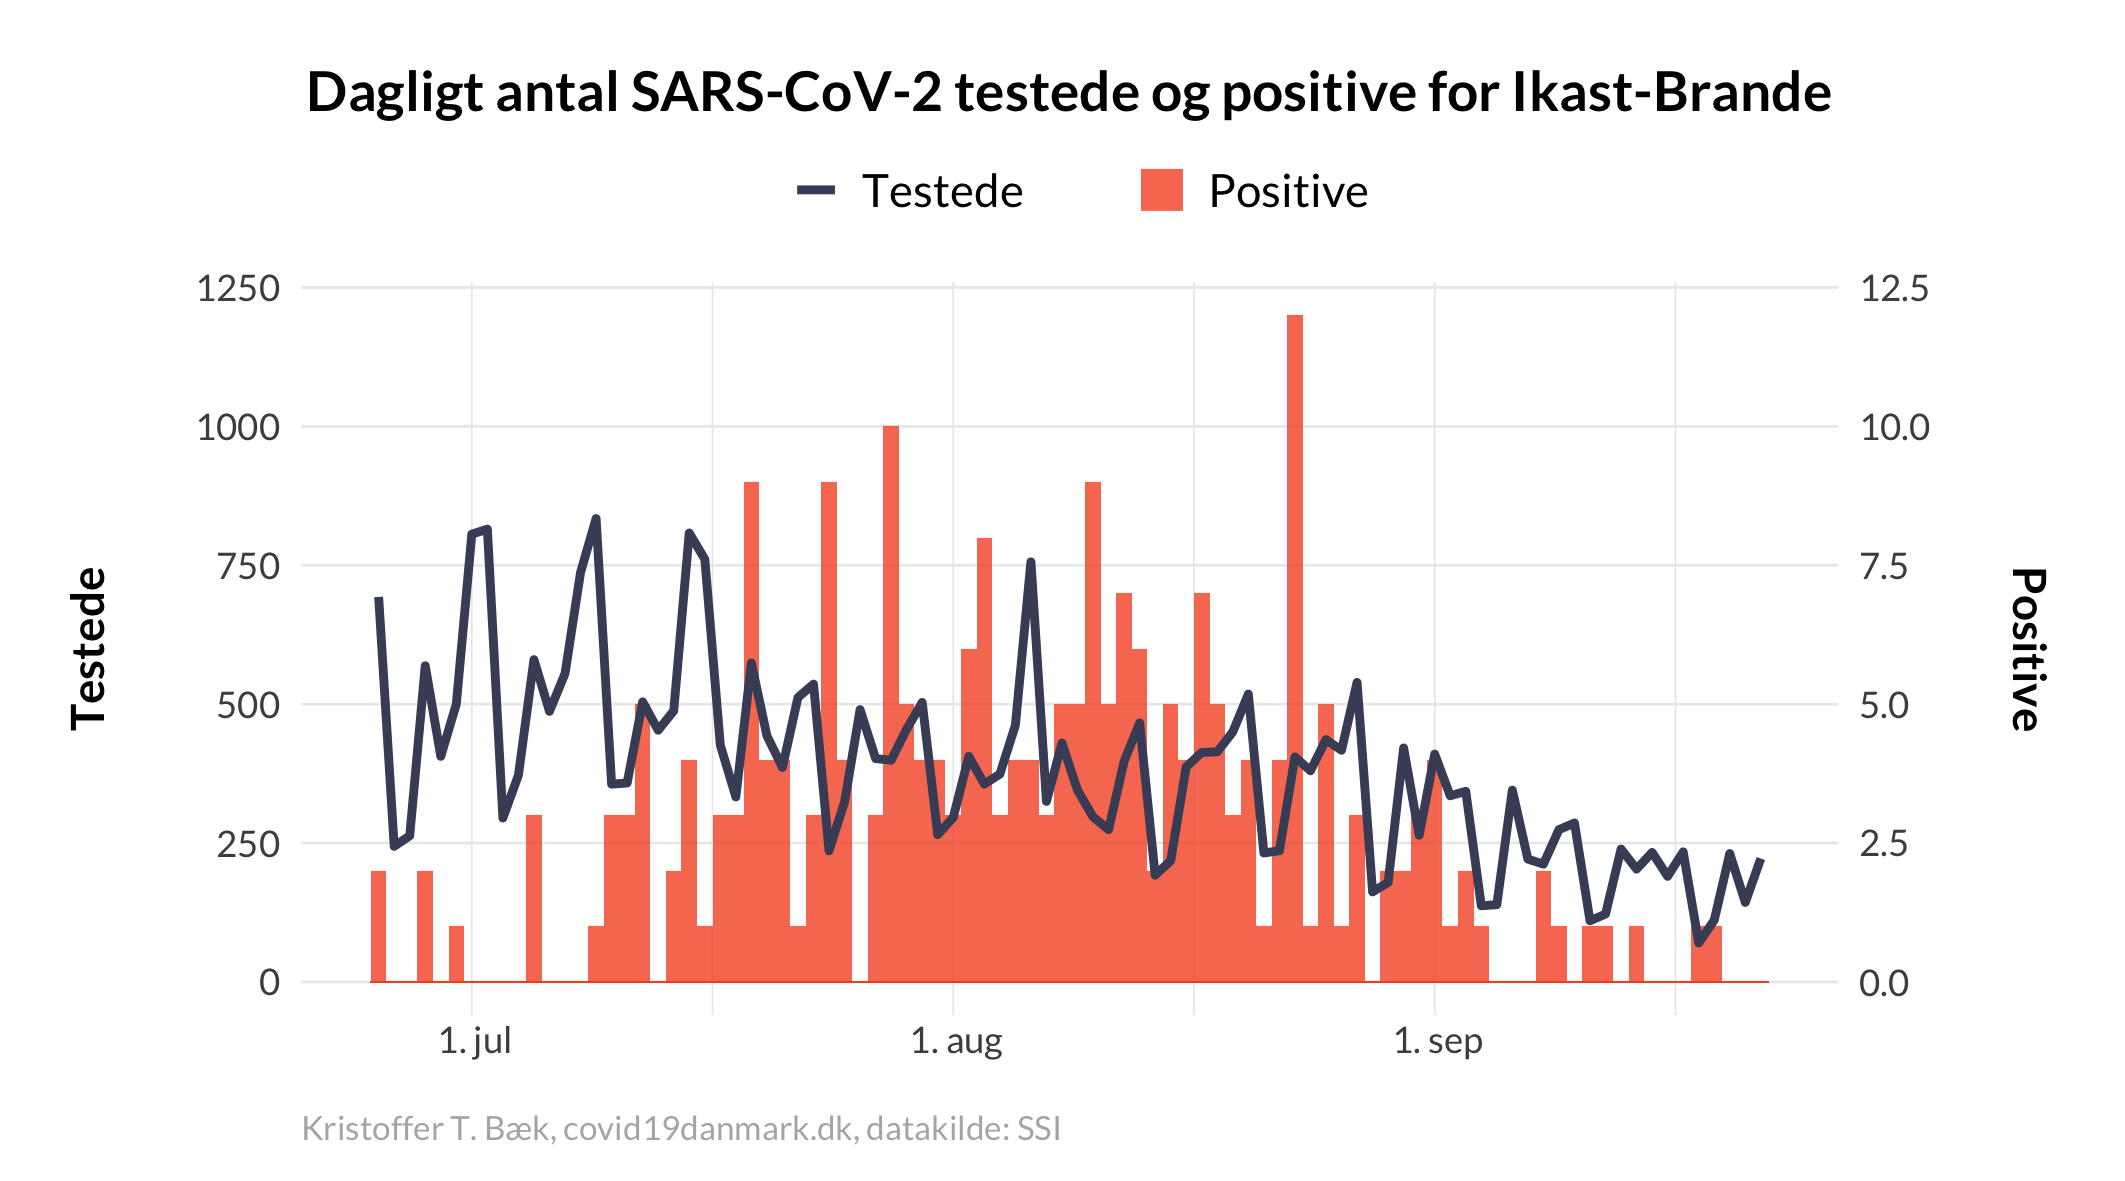 Dagligt antal SARS-CoV-2 testede og positive for Ikast-Brande
Testede Positive
1250 12.5
1000 10.0
750 7.5
500 5.0
250 2.5
0 0.0
Testede
Positive
1. jul 1. aug 1. sep
Kristoffer T. Bæk, covid19danmark.dk, datakilde: SSI